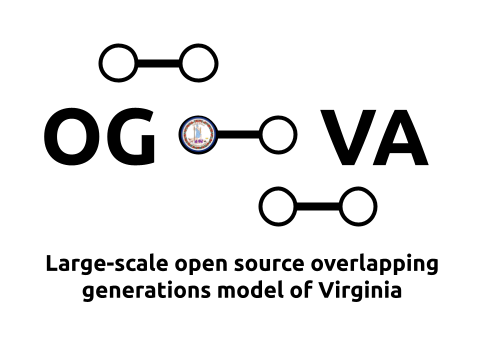 OG VA
Large-scale open source overlapping
generations model of Virginia